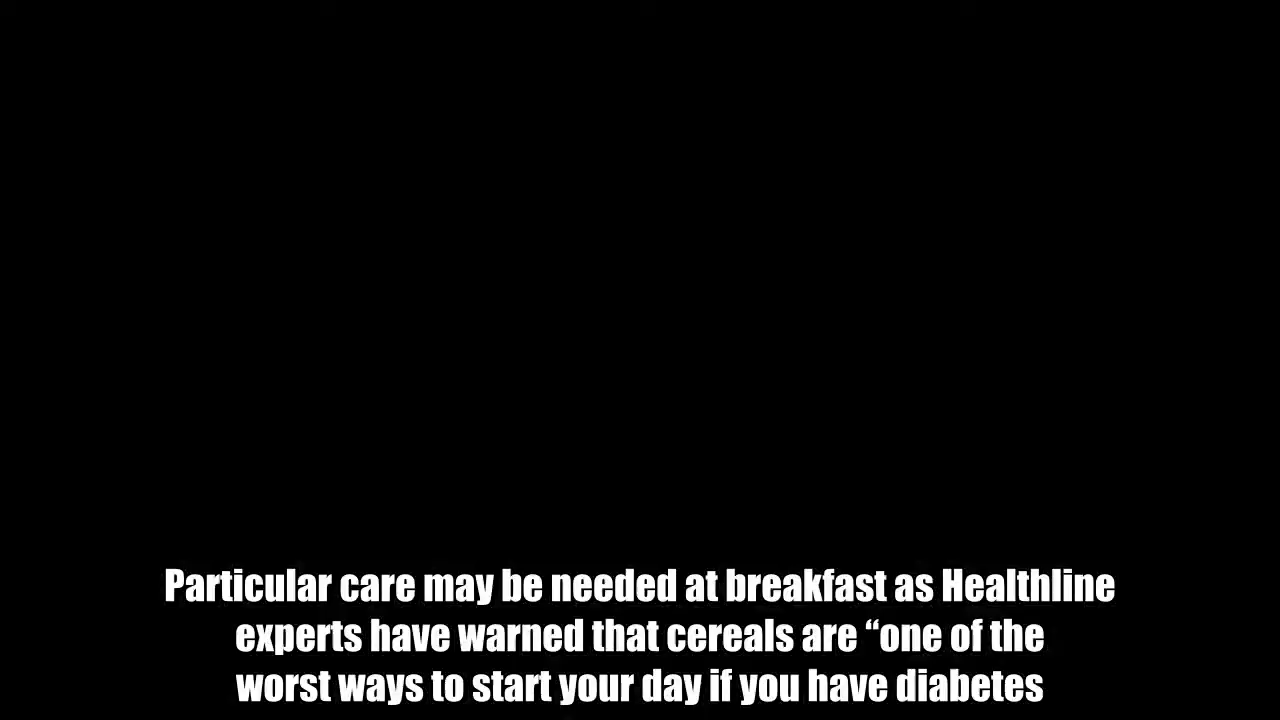 Particular care may be needed at breakfast as Healthline
experts have warned that cereals are “one of the
worst ways to start your day if you have diabetes